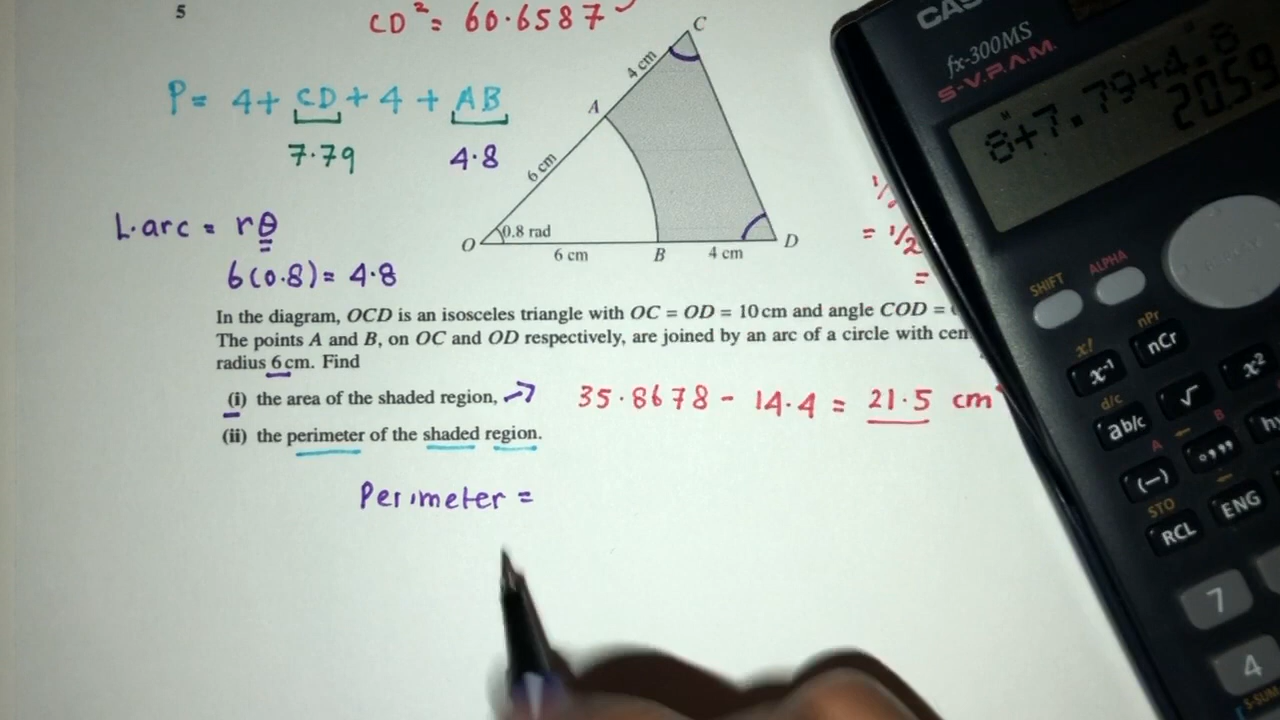 5
CD² = 60.6587
C
4 cm
A
P = 4 + CD + 4 + AB
7.79
4.8
6 cm
L.arc = rθ
6(0.8) = 4.8
O
0.8 rad
6 cm
B
4 cm
D
In the diagram, OCD is an isosceles triangle with OC = OD = 10 cm and angle COD =
The points A and B, on OC and OD respectively, are joined by an arc of a circle with
radius 6 cm. Find
(i) the area of the shaded region, → 35.8678 - 14.4 = 21.5 cm
(ii) the perimeter of the shaded region.
Perimeter =
= 1/2
=
fx-300MS
S-V.P.A.M.
8+7.79+4.8
SHIFT
ALPHA
x!
nPr
x⁻¹
nCr
d/c
ab/c
√
x²
A
B
(−)
°,,,
STO
RCL
ENG
7
4